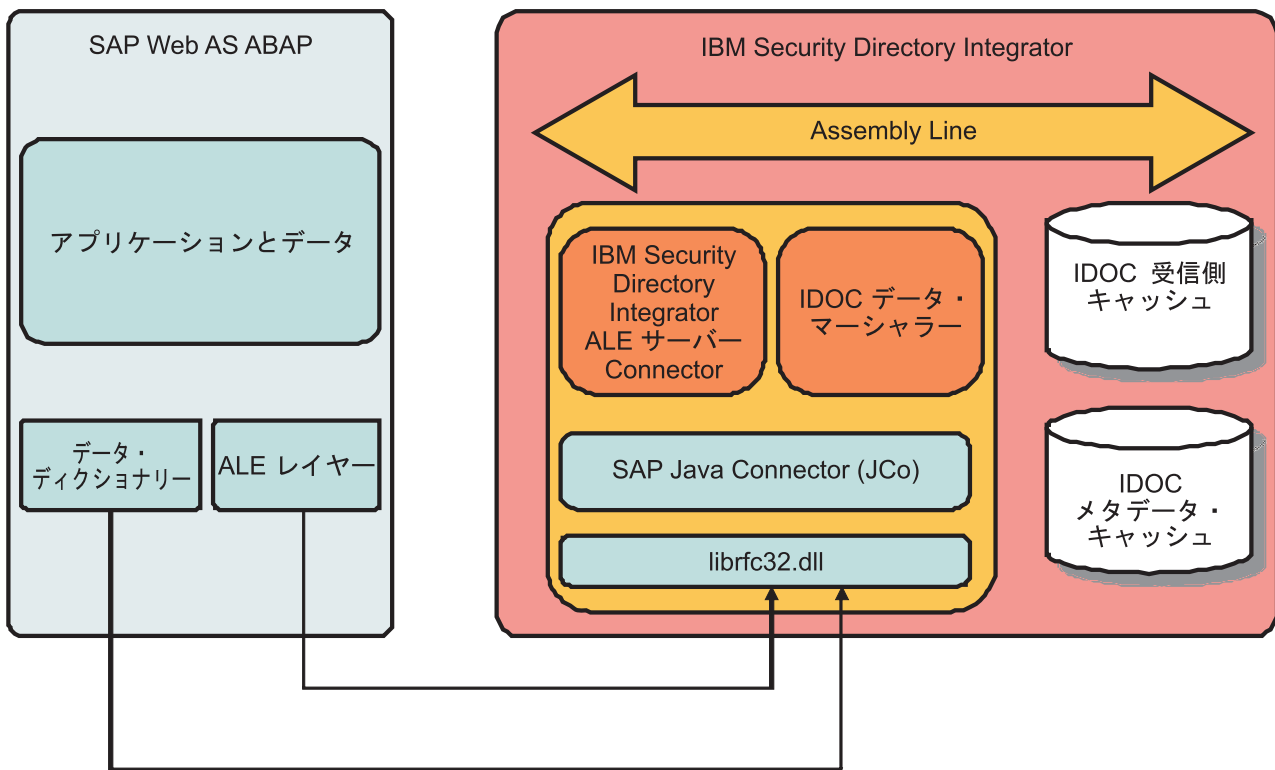 SAP Web AS ABAP
アプリケーションとデータ
データ・
ディクショナリー
ALE レイヤー
IBM Security Directory Integrator
Assembly Line
IBM Security
Directory
Integrator
ALE サーバー
Connector
IDOC データ・
マーシャラー
SAP Java Connector (JCo)
librfc32.dll
IDOC 受信側
キャッシュ
IDOC
メタデータ・
キャッシュ